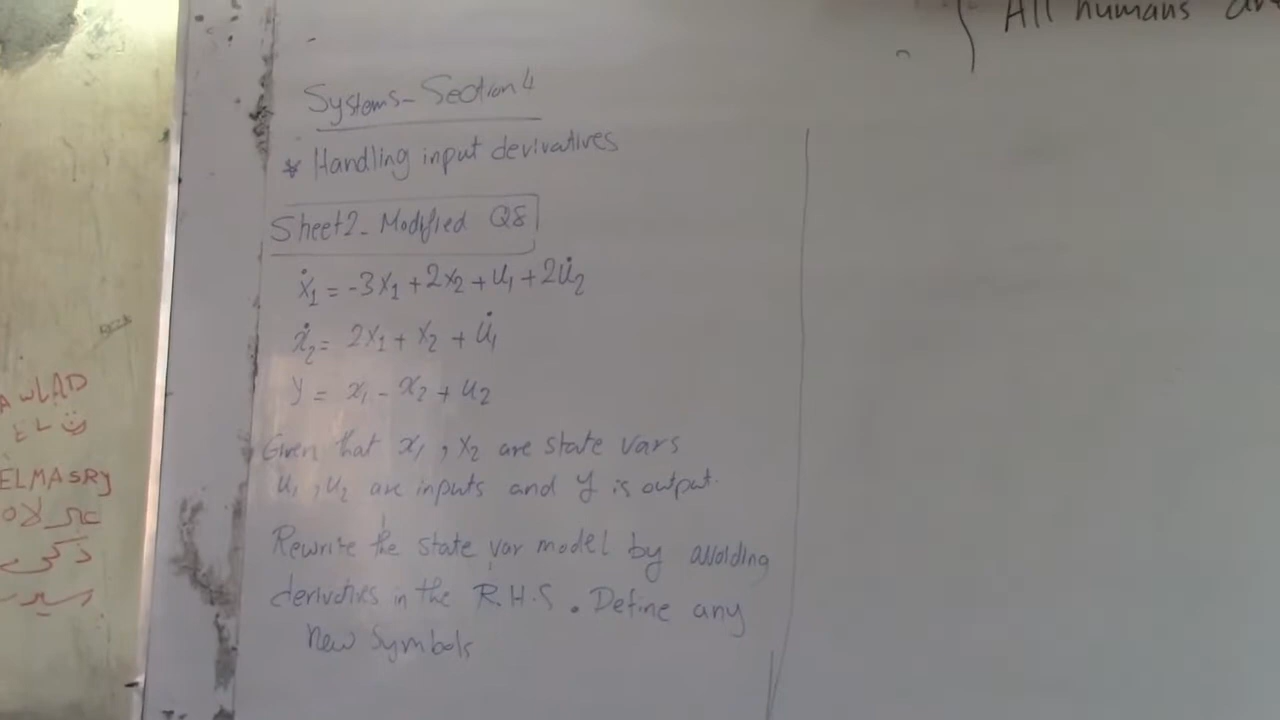 All humans
Systems - Section 4
* Handling input derivatives
Sheet2 - Modified Q8
ẋ₁ = -3x₁ + 2x₂ + u₁ + 2u̇₂
ẋ₂ = 2x₁ + x₂ + u̇₁
y = x₁ - x₂ + u₂
Given that x₁ , x₂ are state vars
u₁ , u₂ are inputs and y is output.
Rewrite the state var model by avoiding
derivatives in the R.H.S . Define any
new symbols
AWLAD
EL
ELMASRY